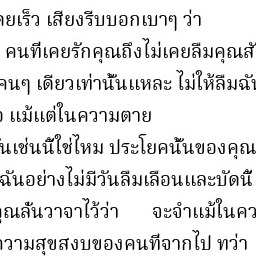 ดยเร็ว เสียงรีบบอกเบาๆ ว่า
คนที่เคยรักคุณถึงไม่เคยลืมคุณสั
คนๆ เดียวเท่านั้นแหละ ไม่ให้ลืมฉัน
แม้แต่ในความตาย
นเช่นนี้ใช่ไหม ประโยคนั้นของคุณ
ฉันอย่างไม่มีวันลืมเลือนและบัดนี้
คุณลั่นวาจาไว้ว่า จะจำแม้ในคว
ความสุขสงบของคนที่จากไป ทว่า